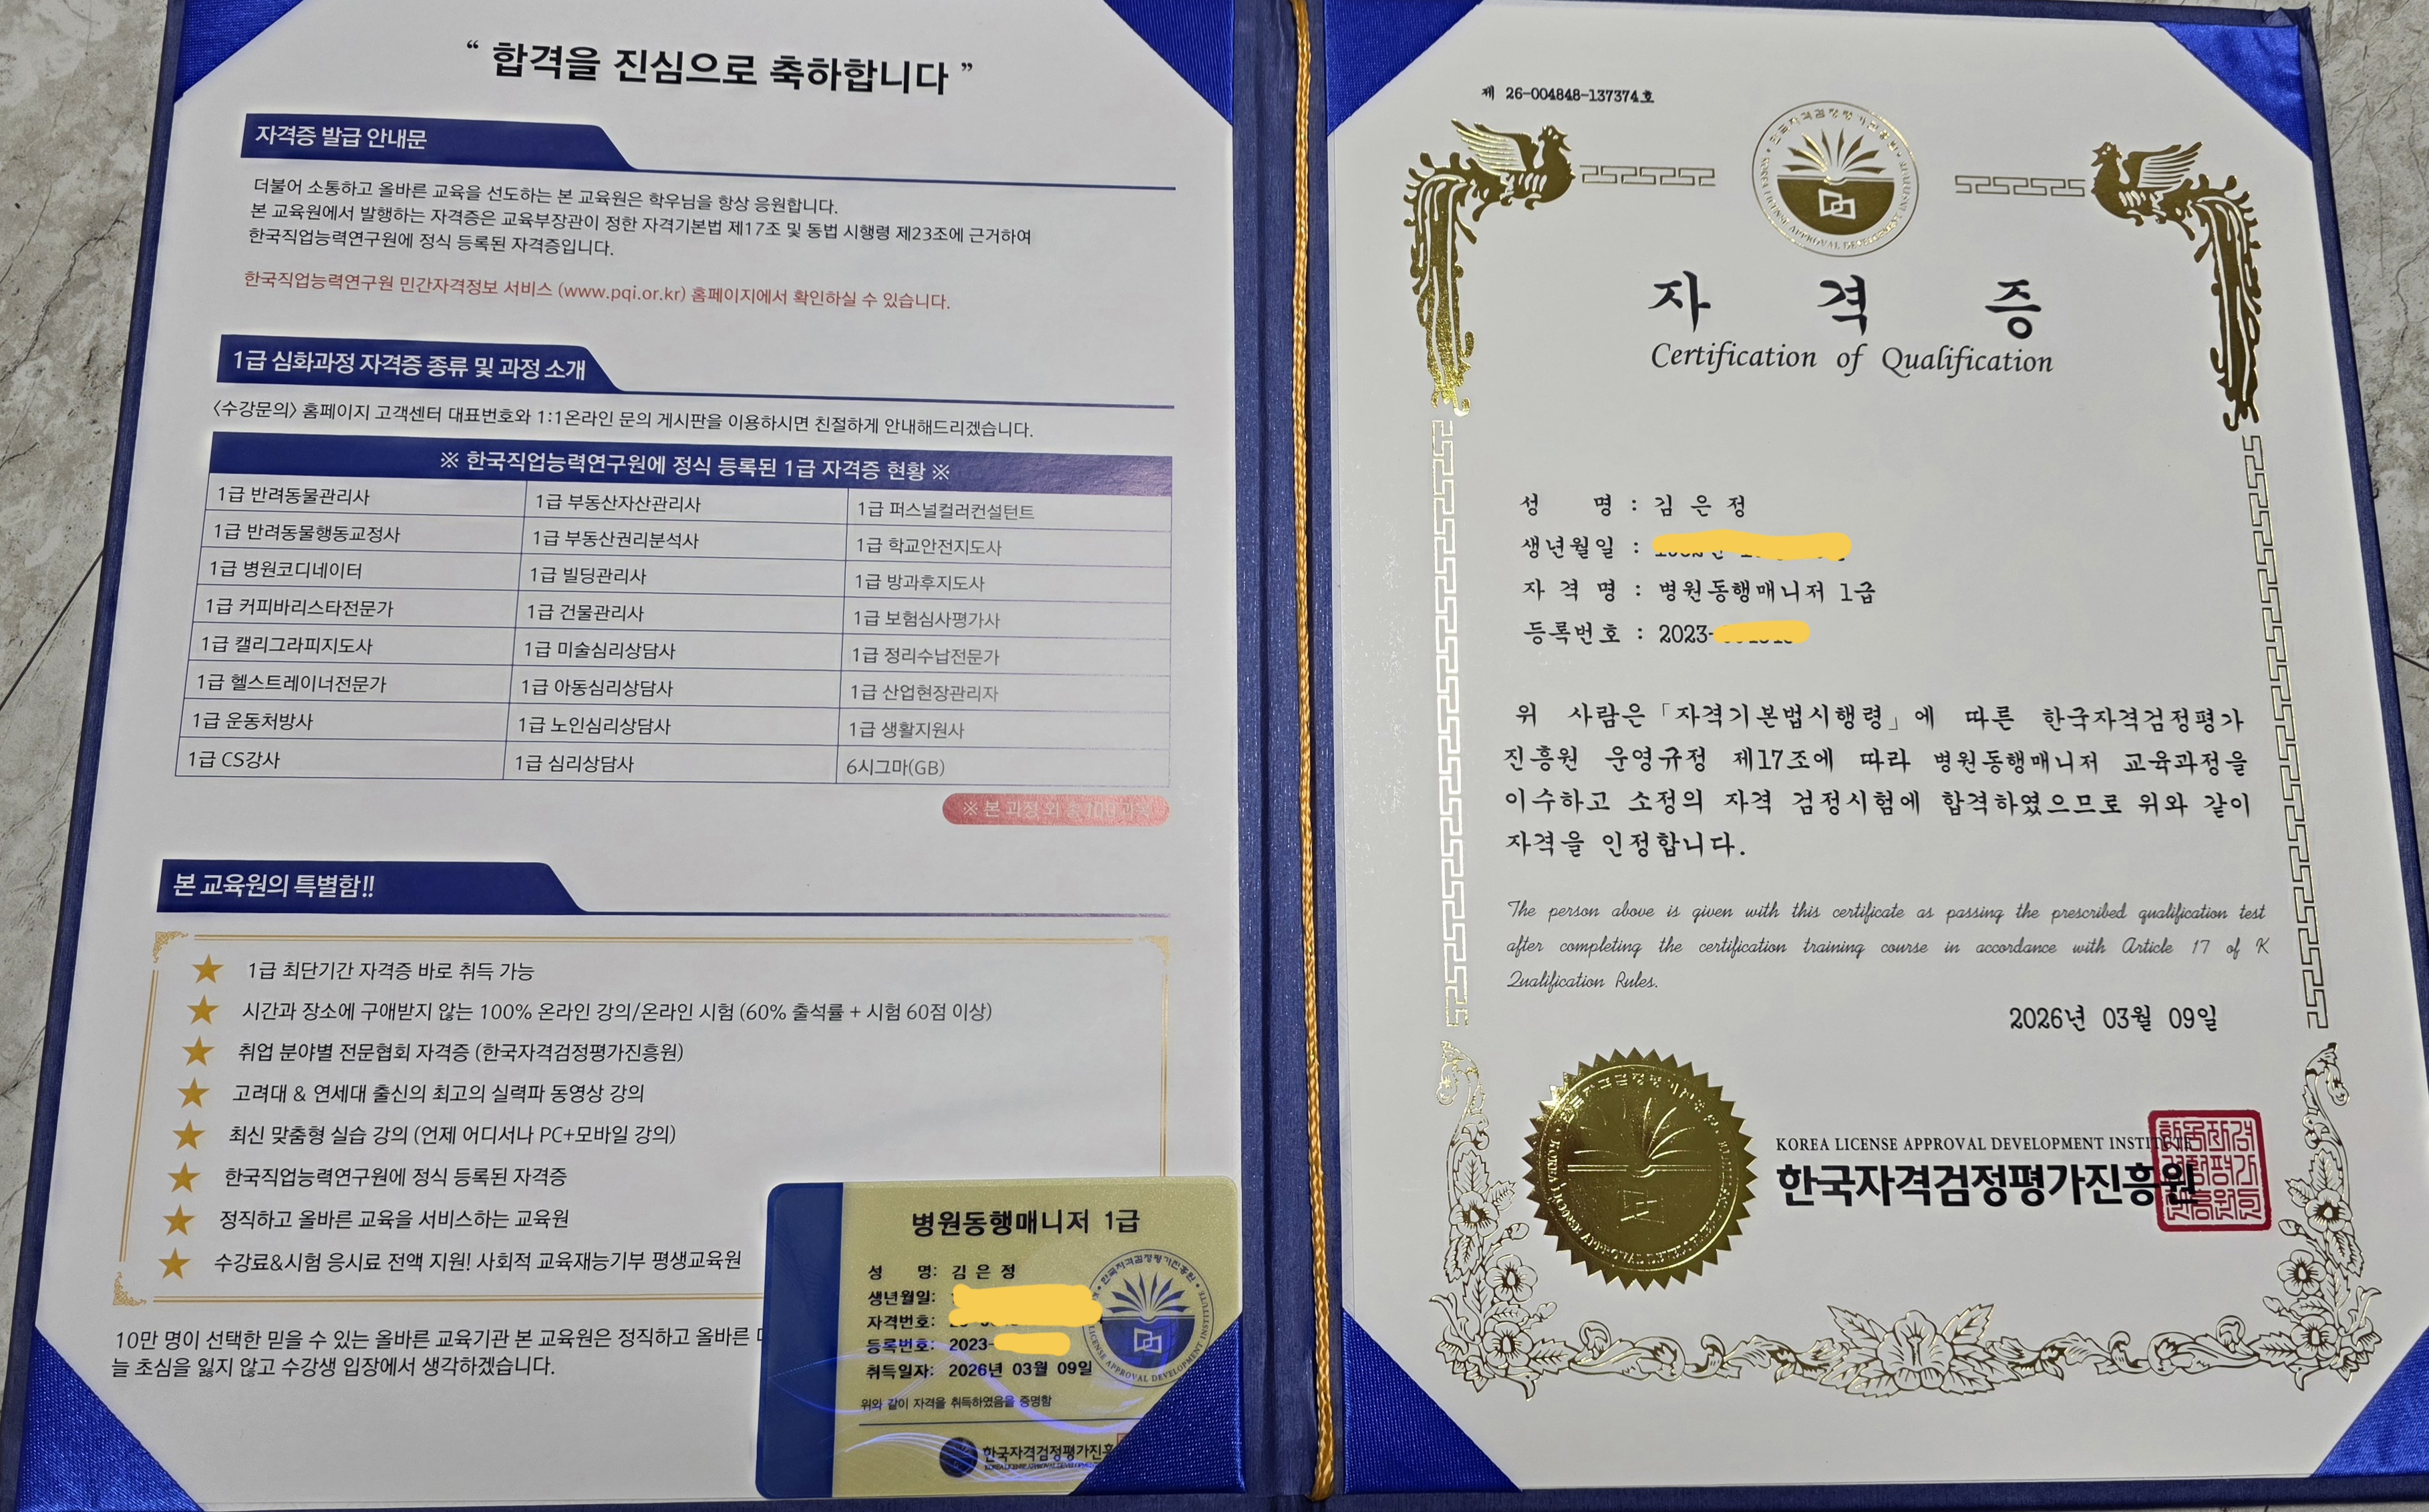 “ 합격을 진심으로 축하합니다 ”
자격증 발급 안내문
더불어 소통하고 올바른 교육을 선도하는 본 교육원은 학우님을 항상 응원합니다.
본 교육원에서 발행하는 자격증은 교육부장관이 정한 자격기본법 제17조 및 동법 시행령 제23조에 근거하여
한국직업능력연구원에 정식 등록된 자격증입니다.
한국직업능력연구원 민간자격정보 서비스 (www.pqi.or.kr) 홈페이지에서 확인하실 수 있습니다.
1급 심화과정 자격증 종류 및 과정 소개
〈수강문의〉 홈페이지 고객센터 대표번호와 1:1온라인 문의 게시판을 이용하시면 친절하게 안내해드리겠습니다.
※ 한국직업능력연구원에 정식 등록된 1급 자격증 현황 ※
1급 반려동물관리사 1급 부동산자산관리사 1급 퍼스널컬러컨설턴트
1급 반려동물행동교정사 1급 부동산권리분석사 1급 학교안전지도사
1급 병원코디네이터 1급 빌딩관리사 1급 방과후지도사
1급 커피바리스타전문가 1급 건물관리사 1급 보험심사평가사
1급 캘리그라피지도사 1급 미술심리상담사 1급 정리수납전문가
1급 헬스트레이너전문가 1급 아동심리상담사 1급 산업현장관리자
1급 운동처방사 1급 노인심리상담사 1급 생활지원사
1급 CS강사 1급 심리상담사 6시그마(GB)
※ 본 과정 외 총 100
본 교육원의 특별함!!
1급 최단기간 자격증 바로 취득 가능
시간과 장소에 구애받지 않는 100% 온라인 강의/온라인 시험 (60% 출석률 + 시험 60점 이상)
취업 분야별 전문협회 자격증 (한국자격검정평가진흥원)
고려대 & 연세대 출신의 최고의 실력파 동영상 강의
최신 맞춤형 실습 강의 (언제 어디서나 PC+모바일 강의)
한국직업능력연구원에 정식 등록된 자격증
정직하고 올바른 교육을 서비스하는 교육원
수강료&시험 응시료 전액 지원! 사회적 교육재능기부 평생교육원
10만 명이 선택한 믿을 수 있는 올바른 교육기관 본 교육원은 정직하고 올바른
늘 초심을 잃지 않고 수강생 입장에서 생각하겠습니다.
병원동행매니저 1급
성 명: 김 은 정
생년월일:
자격번호:
등록번호: 2023-
취득일자: 2026년 03월 09일
위와 같이 자격을 취득하였음을 증명함
한국자격검정평가진흥
제 26-004848-137374호
자 격 증
Certification of Qualification
성 명 : 김 은 정
생년월일 :
자 격 명 : 병원동행매니저 1급
등록번호 : 2023-
위 사람은 「자격기본법시행령」에 따른 한국자격검정평가
진흥원 운영규정 제17조에 따라 병원동행매니저 교육과정을
이수하고 소정의 자격 검정시험에 합격하였으므로 위와 같이
자격을 인정합니다.
The person above is given with this certificate as passing the prescribed qualification test
after completing the certification training course in accordance with Article 17 of K
Qualification Rules.
2026년 03월 09일
KOREA LICENSE APPROVAL DEVELOPMENT INSTITUTE
한국자격검정평가진흥원